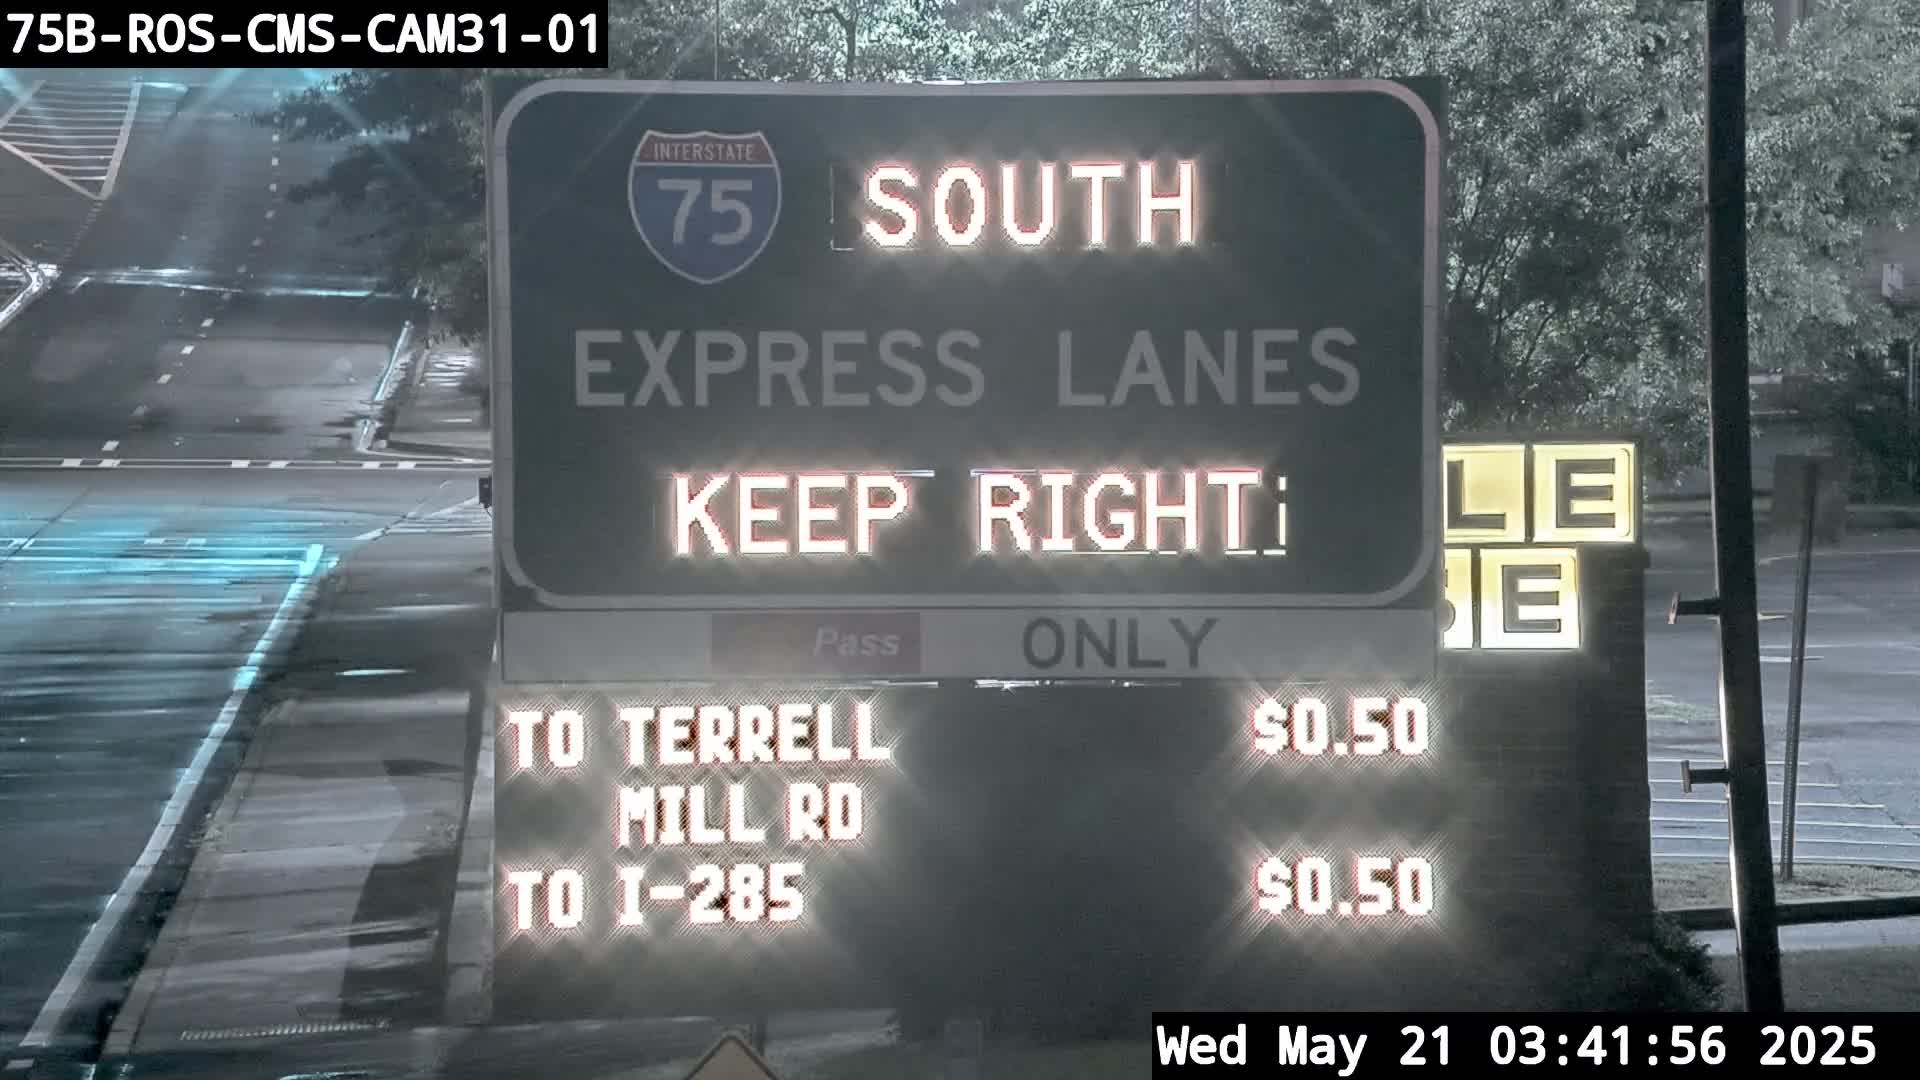 75B-ROS-CMS-CAM31-01
INTERSTATE
75
SOUTH
EXPRESS LANES
KEEP RIGHT
Pass ONLY
TO TERRELL $0.50
MILL RD
TO I-285 $0.50
LE
E
Wed May 21 03:41:56 2025